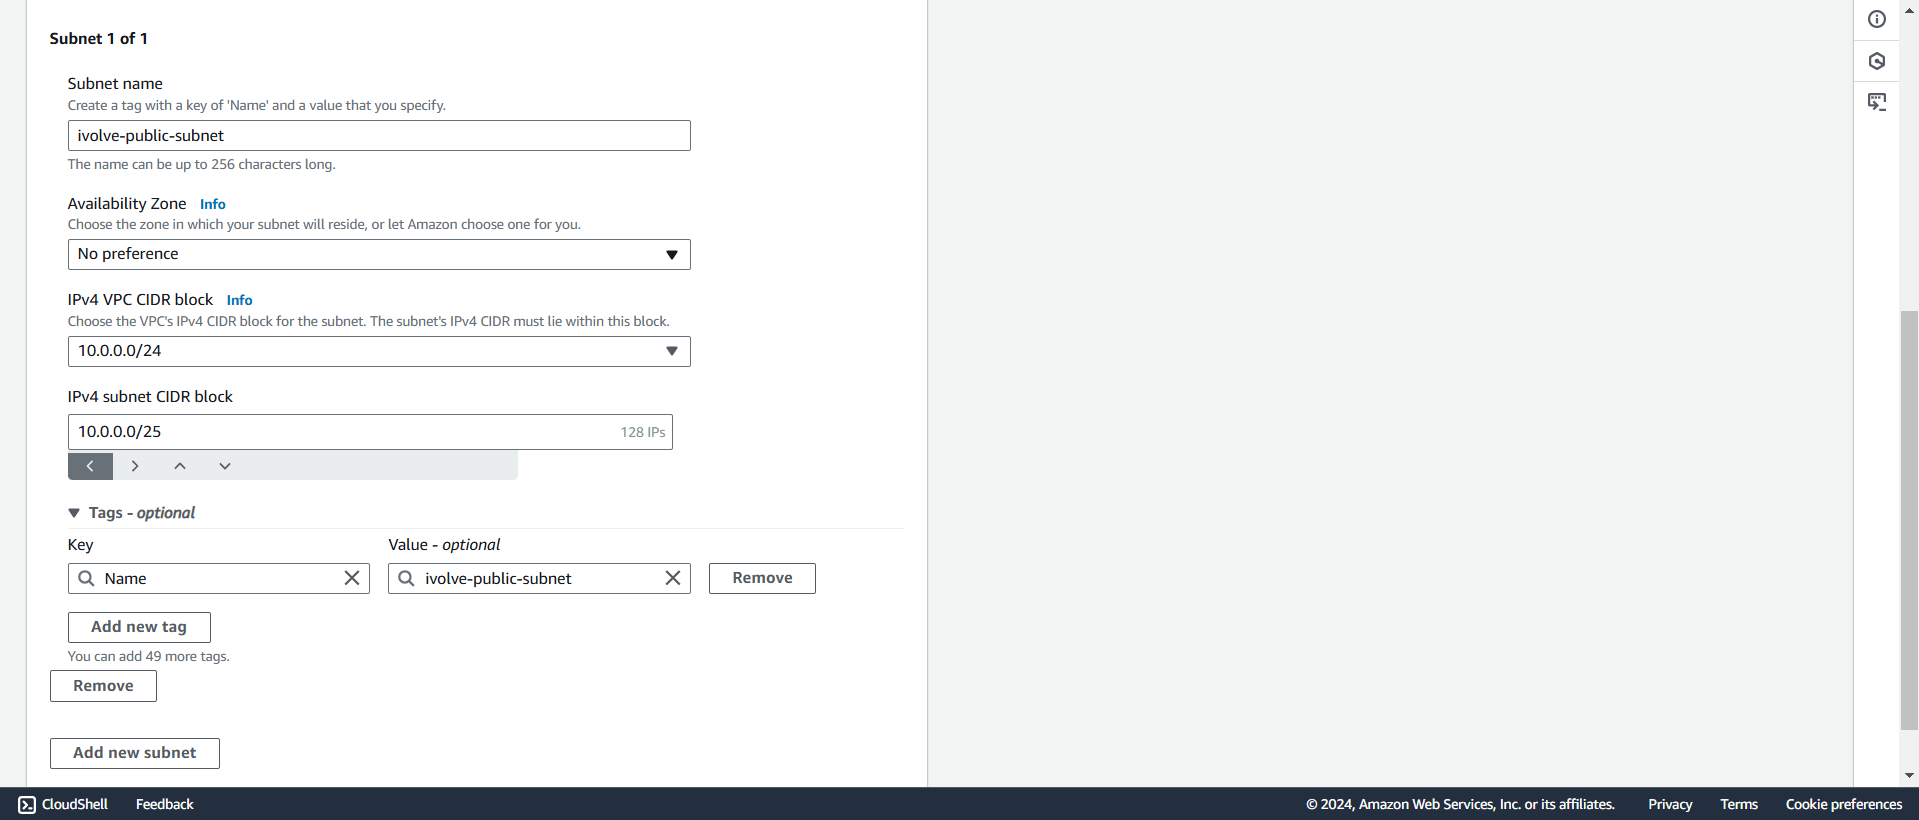 Subnet 1 of 1
Subnet name
Create a tag with a key of 'Name' and a value that you specify.
ivolve-public-subnet
The name can be up to 256 characters long.
Availability Zone Info
Choose the zone in which your subnet will reside, or let Amazon choose one for you.
No preference
IPv4 VPC CIDR block Info
Choose the VPC's IPv4 CIDR block for the subnet. The subnet's IPv4 CIDR must lie within this block.
10.0.0.0/24
IPv4 subnet CIDR block
10.0.0.0/25 128 IPs
Tags - optional
Key Value - optional
Name ivolve-public-subnet Remove
Add new tag
You can add 49 more tags.
Remove
Add new subnet
CloudShell Feedback © 2024, Amazon Web Services, Inc. or its affiliates. Privacy Terms Cookie preferences